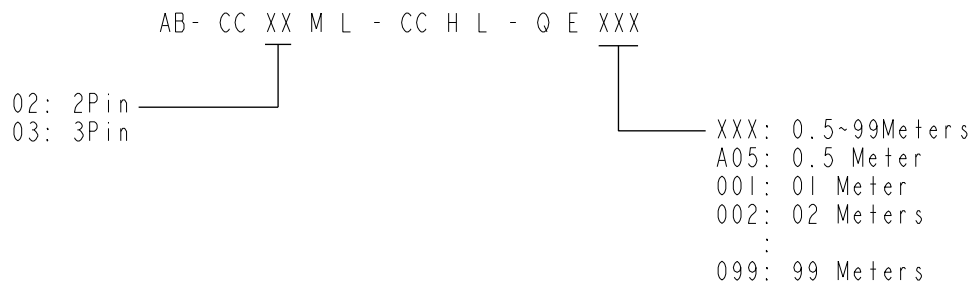 AB- CC XX M L - CC H L - Q E XXX
02: 2Pin
03: 3Pin
XXX: 0.5~99Meters
A05: 0.5 Meter
001: 01 Meter
002: 02 Meters
:
099: 99 Meters